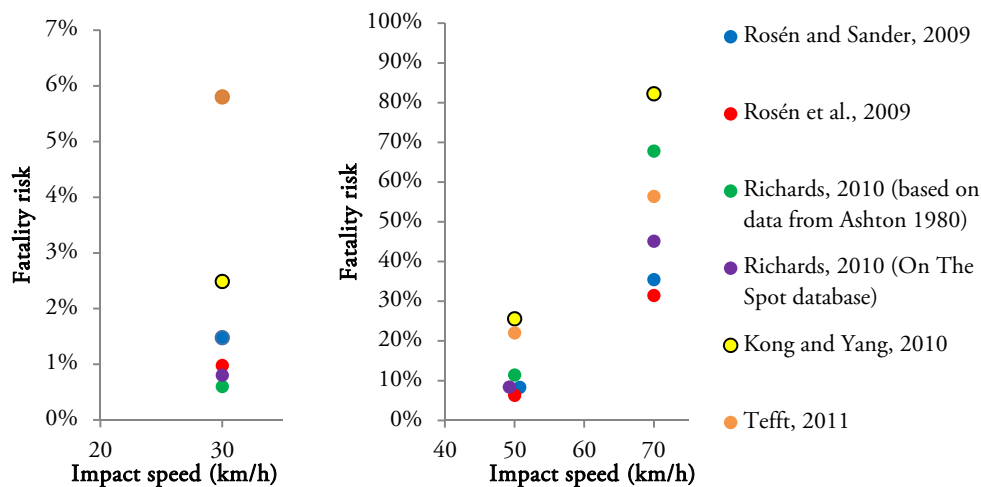 7%
6%
5%
4%
3%
2%
1%
0%
Fatality risk
20
30
Impact speed (km/h)
100%
90%
80%
70%
60%
50%
40%
30%
20%
10%
0%
Fatality risk
40
50
60
70
Impact speed (km/h)
Rosén and Sander, 2009
Rosén et al., 2009
Richards, 2010 (based on
data from Ashton 1980)
Richards, 2010 (On The
Spot database)
Kong and Yang, 2010
Tefft, 2011